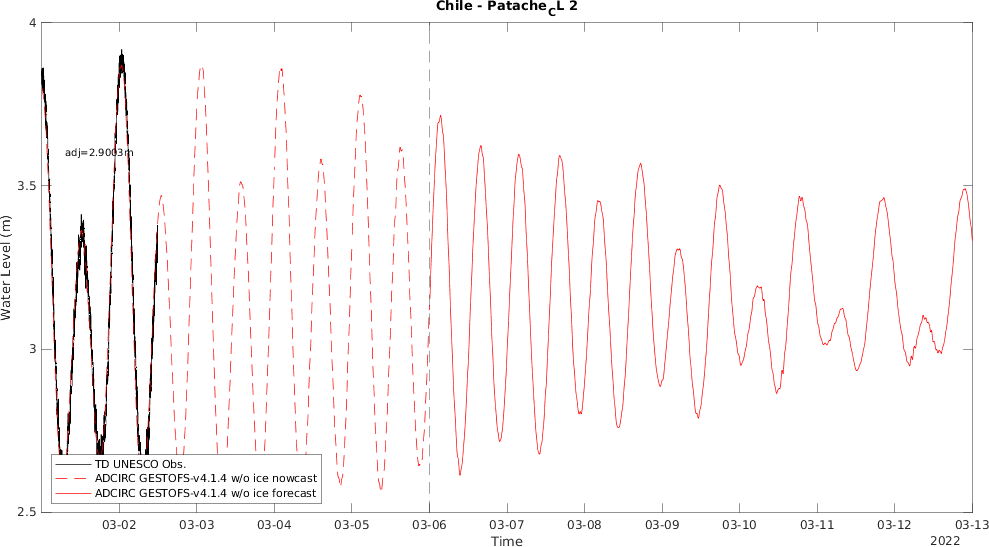 Chile - Patache_CL 2
4
adj=2.9003m
3.5
Water Level (m)
3
TD UNESCO Obs.
ADCIRC GESTOFS-v4.1.4 w/o ice nowcast
ADCIRC GESTOFS-v4.1.4 w/o ice forecast
2.5
03-02 03-03 03-04 03-05 03-06 03-07 03-08 03-09 03-10 03-11 03-12 03-13
Time
2022